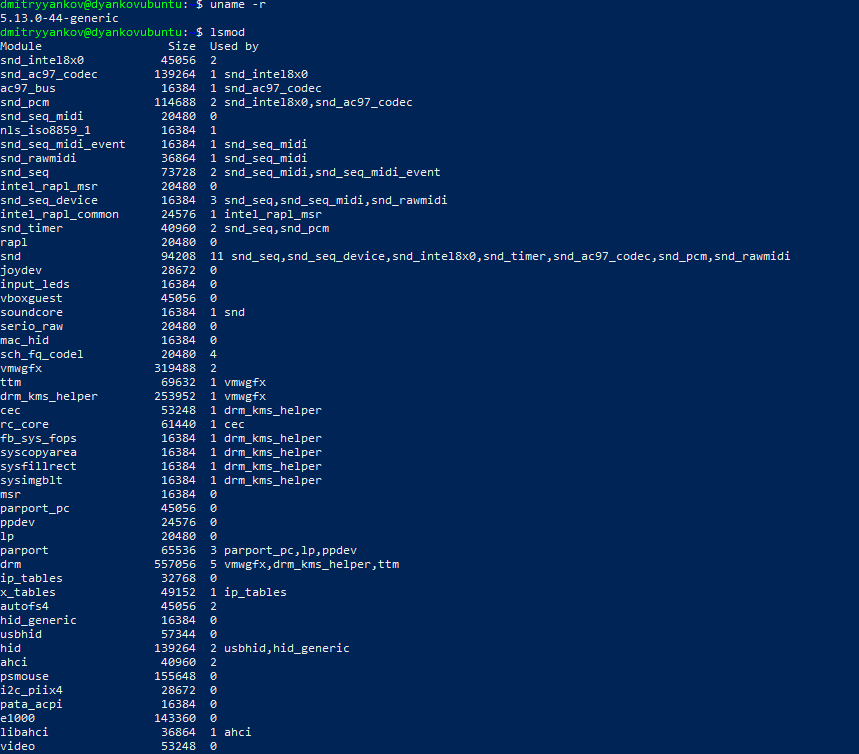 dmitryyankov@dyankovubuntu: $ uname -r
5.13.0-44-generic
dmitryyankov@dyankovubuntu: $ lsmod
Module                  Size  Used by
snd_intel8x0           45056  2
snd_ac97_codec        139264  1 snd_intel8x0
ac97_bus               16384  1 snd_ac97_codec
snd_pcm               114688  2 snd_intel8x0,snd_ac97_codec
snd_seq_midi           20480  0
nls_iso8859_1          16384  1
snd_seq_midi_event     16384  1 snd_seq_midi
snd_rawmidi            36864  1 snd_seq_midi
snd_seq                73728  2 snd_seq_midi,snd_seq_midi_event
intel_rapl_msr         20480  0
snd_seq_device         16384  3 snd_seq,snd_seq_midi,snd_rawmidi
intel_rapl_common      24576  1 intel_rapl_msr
snd_timer              40960  2 snd_seq,snd_pcm
rapl                   20480  0
snd                    94208  11 snd_seq,snd_seq_device,snd_intel8x0,snd_timer,snd_ac97_codec,snd_pcm,snd_rawmidi
joydev                 28672  0
input_leds             16384  0
vboxguest              45056  0
soundcore              16384  1 snd
serio_raw              20480  0
mac_hid                16384  0
sch_fq_codel           20480  4
vmwgfx                319488  2
ttm                    69632  1 vmwgfx
drm_kms_helper        253952  1 vmwgfx
cec                    53248  1 drm_kms_helper
rc_core                61440  1 cec
fb_sys_fops            16384  1 drm_kms_helper
syscopyarea            16384  1 drm_kms_helper
sysfillrect            16384  1 drm_kms_helper
sysimgblt              16384  1 drm_kms_helper
msr                    16384  0
parport_pc             45056  0
ppdev                  24576  0
lp                     20480  0
parport                65536  3 parport_pc,lp,ppdev
drm                   557056  5 vmwgfx,drm_kms_helper,ttm
ip_tables              32768  0
x_tables               49152  1 ip_tables
autofs4                45056  2
hid_generic            16384  0
usbhid                 57344  0
hid                   139264  2 usbhid,hid_generic
ahci                   40960  2
psmouse               155648  0
i2c_piix4              28672  0
pata_acpi              16384  0
e1000                 143360  0
libahci                36864  1 ahci
video                  53248  0